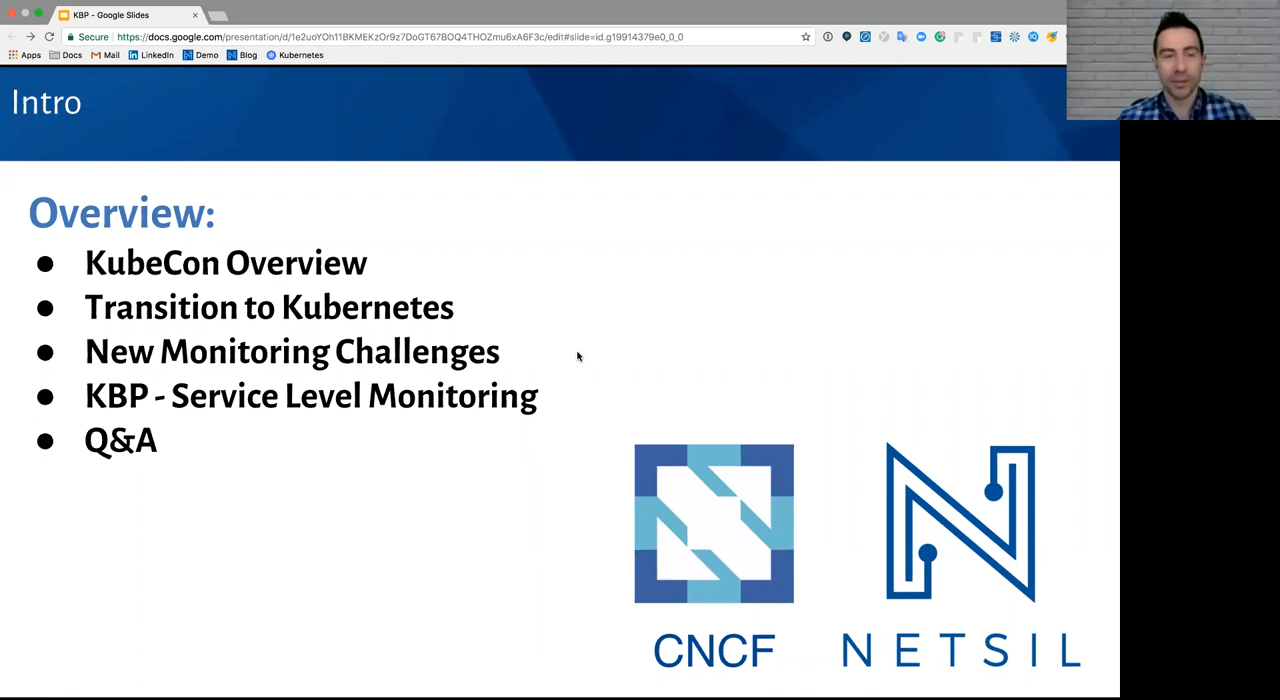 KBP - Google Slides
Secure https://docs.google.com/presentation/d/1e2uoYOh11BKMEKzOr9z7DoGT67BOQ4THOZmu6xA6F3c/edit#slide=id.g19914379e0_0_0
Apps Docs Mail LinkedIn Demo Blog Kubernetes
Intro
Overview:
● KubeCon Overview
● Transition to Kubernetes
● New Monitoring Challenges
● KBP - Service Level Monitoring
● Q&A
CNCF
NETSIL